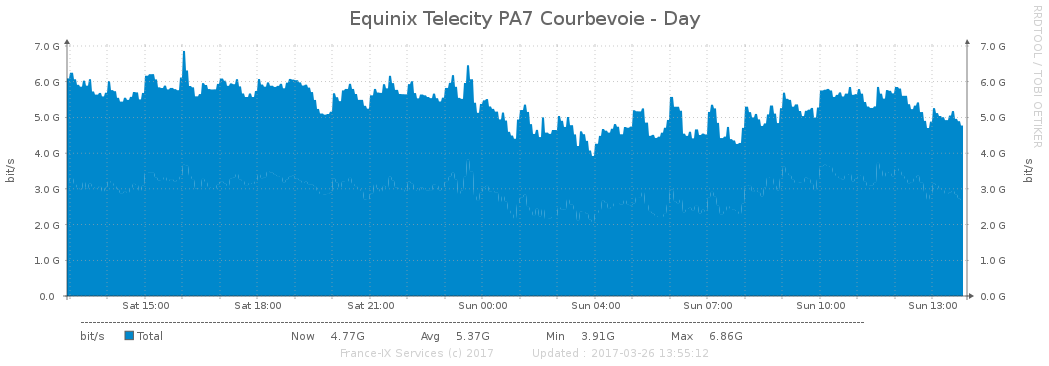 Equinix Telecity PA7 Courbevoie - Day
RRDTOOL / TOBI OETIKER
7.0 G 7.0 G
6.0 G 6.0 G
5.0 G 5.0 G
4.0 G 4.0 G
3.0 G 3.0 G
2.0 G 2.0 G
1.0 G 1.0 G
0.0 0.0 G
bit/s
bit/s
Sat 15:00 Sat 18:00 Sat 21:00 Sun 00:00 Sun 04:00 Sun 07:00 Sun 10:00 Sun 13:00
bit/s Total Now 4.77G Avg 5.37G Min 3.91G Max 6.86G
France-IX Services (c) 2017 Updated : 2017-03-26 13:55:12